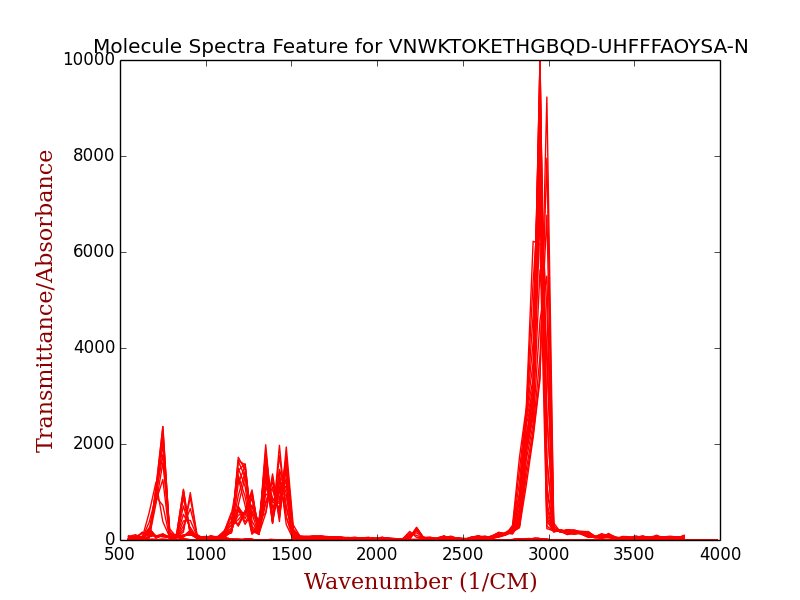 Molecule Spectra Feature for VNWKTOKETHGBQD-UHFFFAOYSA-N
10000
8000
6000
4000
2000
0
Transmittance/Absorbance
500 1000 1500 2000 2500 3000 3500 4000
Wavenumber (1/CM)